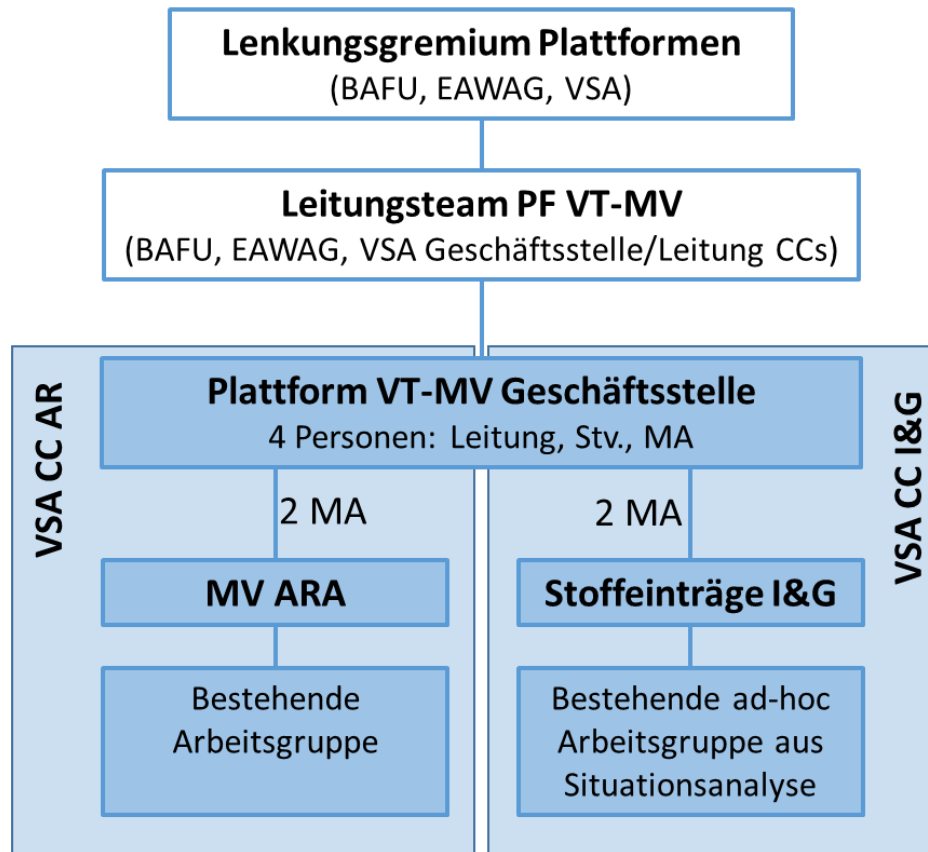 Lenkungsgremium Plattformen
(BAFU, EAWAG, VSA)
Leitungsteam PF VT-MV
(BAFU, EAWAG, VSA Geschäftsstelle/Leitung CCs)
VSA CC AR
Plattform VT-MV Geschäftsstelle
4 Personen: Leitung, Stv., MA
VSA CC I&G
2 MA
2 MA
MV ARA
Stoffeinträge I&G
Bestehende
Arbeitsgruppe
Bestehende ad-hoc
Arbeitsgruppe aus
Situationsanalyse